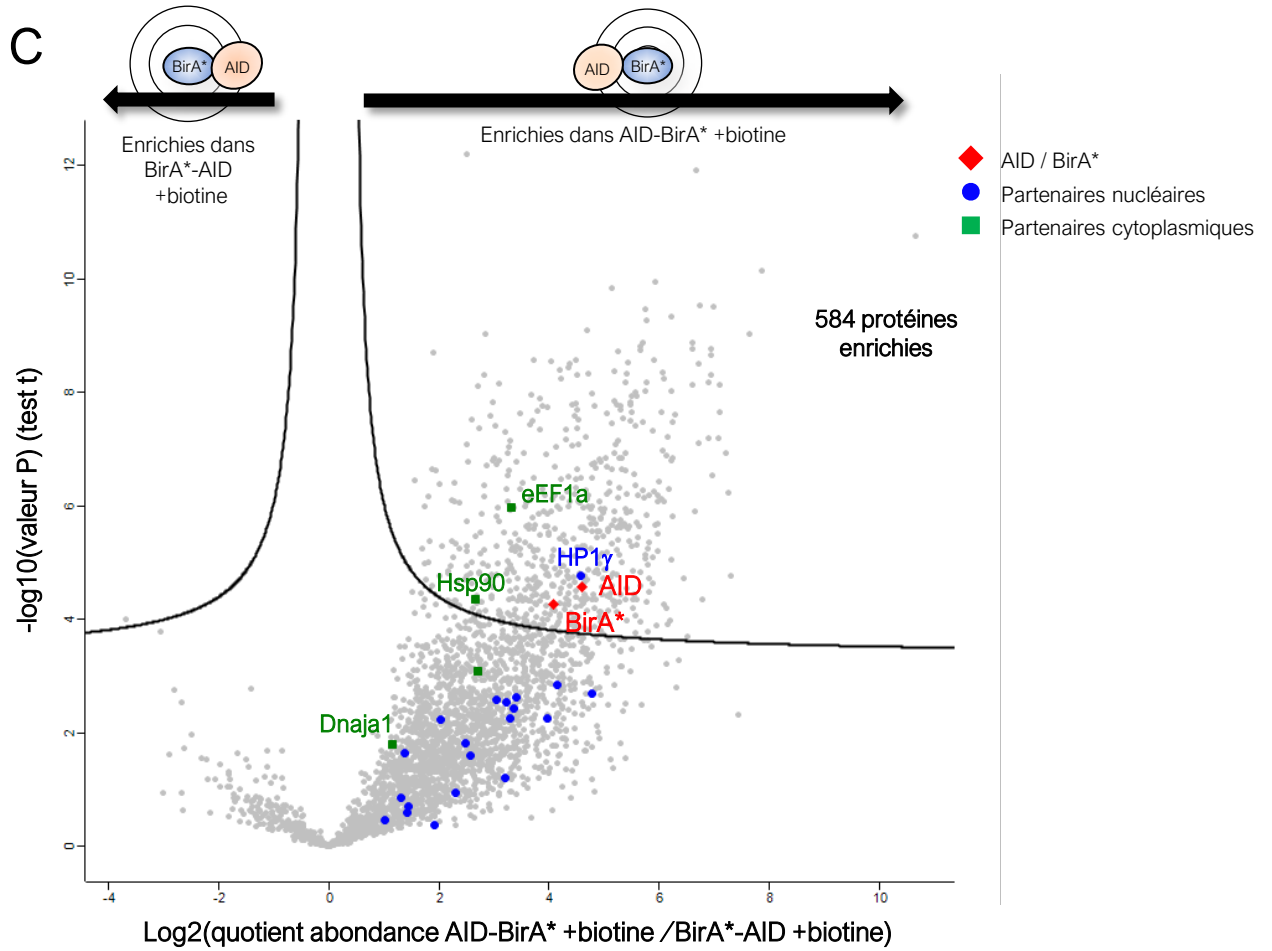 C
BirA*
AID
AID
BirA*
Enrichies dans
BirA*-AID
+biotine
Enrichies dans AID-BirA* +biotine
AID / BirA*
Partenaires nucléaires
Partenaires cytoplasmiques
584 protéines
enrichies
eEF1a
HP1γ
AID
Hsp90
BirA*
Dnaja1
-log10(valeur P) (test t)
12
10
8
6
4
2
0
-4
-2
0
2
4
6
8
10
Log2(quotient abondance AID-BirA* +biotine /BirA*-AID +biotine)